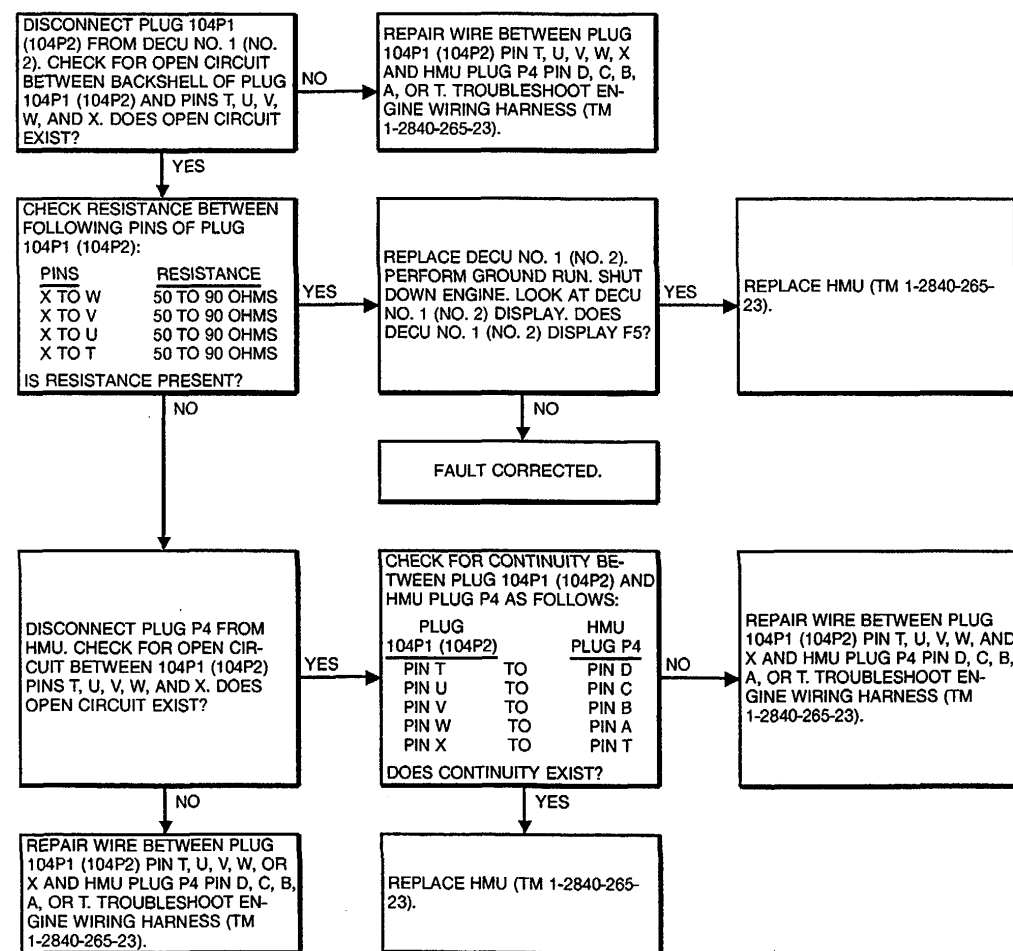 DISCONNECT PLUG 104P1
(104P2) FROM DECU NO. 1 (NO.
2). CHECK FOR OPEN CIRCUIT
BETWEEN BACKSHELL OF PLUG
104P1 (104P2) AND PINS T, U, V,
W, AND X. DOES OPEN CIRCUIT
EXIST?
NO
REPAIR WIRE BETWEEN PLUG
104P1 (104P2) PIN T, U, V, W, X
AND HMU PLUG P4 PIN D, C, B,
A, OR T. TROUBLESHOOT EN-
GINE WIRING HARNESS (TM
1-2840-265-23).
YES
CHECK RESISTANCE BETWEEN
FOLLOWING PINS OF PLUG
104P1 (104P2):
PINS RESISTANCE
X TO W 50 TO 90 OHMS
X TO V 50 TO 90 OHMS
X TO U 50 TO 90 OHMS
X TO T 50 TO 90 OHMS
IS RESISTANCE PRESENT?
YES
REPLACE DECU NO. 1 (NO. 2).
PERFORM GROUND RUN. SHUT
DOWN ENGINE. LOOK AT DECU
NO. 1 (NO. 2) DISPLAY. DOES
DECU NO. 1 (NO. 2) DISPLAY F5?
YES
REPLACE HMU (TM 1-2840-265-
23).
NO
NO
FAULT CORRECTED.
DISCONNECT PLUG P4 FROM
HMU. CHECK FOR OPEN CIR-
CUIT BETWEEN 104P1 (104P2)
PINS T, U, V, W, AND X. DOES
OPEN CIRCUIT EXIST?
YES
CHECK FOR CONTINUITY BE-
TWEEN PLUG 104P1 (104P2) AND
HMU PLUG P4 AS FOLLOWS:
PLUG HMU
104P1 (104P2) PLUG P4
PIN T TO PIN D
PIN U TO PIN C
PIN V TO PIN B
PIN W TO PIN A
PIN X TO PIN T
DOES CONTINUITY EXIST?
NO
REPAIR WIRE BETWEEN PLUG
104P1 (104P2) PIN T, U, V, W, AND
X AND HMU PLUG P4 PIN D, C, B,
A, OR T. TROUBLESHOOT EN-
GINE WIRING HARNESS (TM
1-2840-265-23).
NO
YES
REPAIR WIRE BETWEEN PLUG
104P1 (104P2) PIN T, U, V, W, OR
X AND HMU PLUG P4 PIN D, C, B,
A, OR T. TROUBLESHOOT EN-
GINE WIRING HARNESS (TM
1-2840-265-23).
REPLACE HMU (TM 1-2840-265-
23).